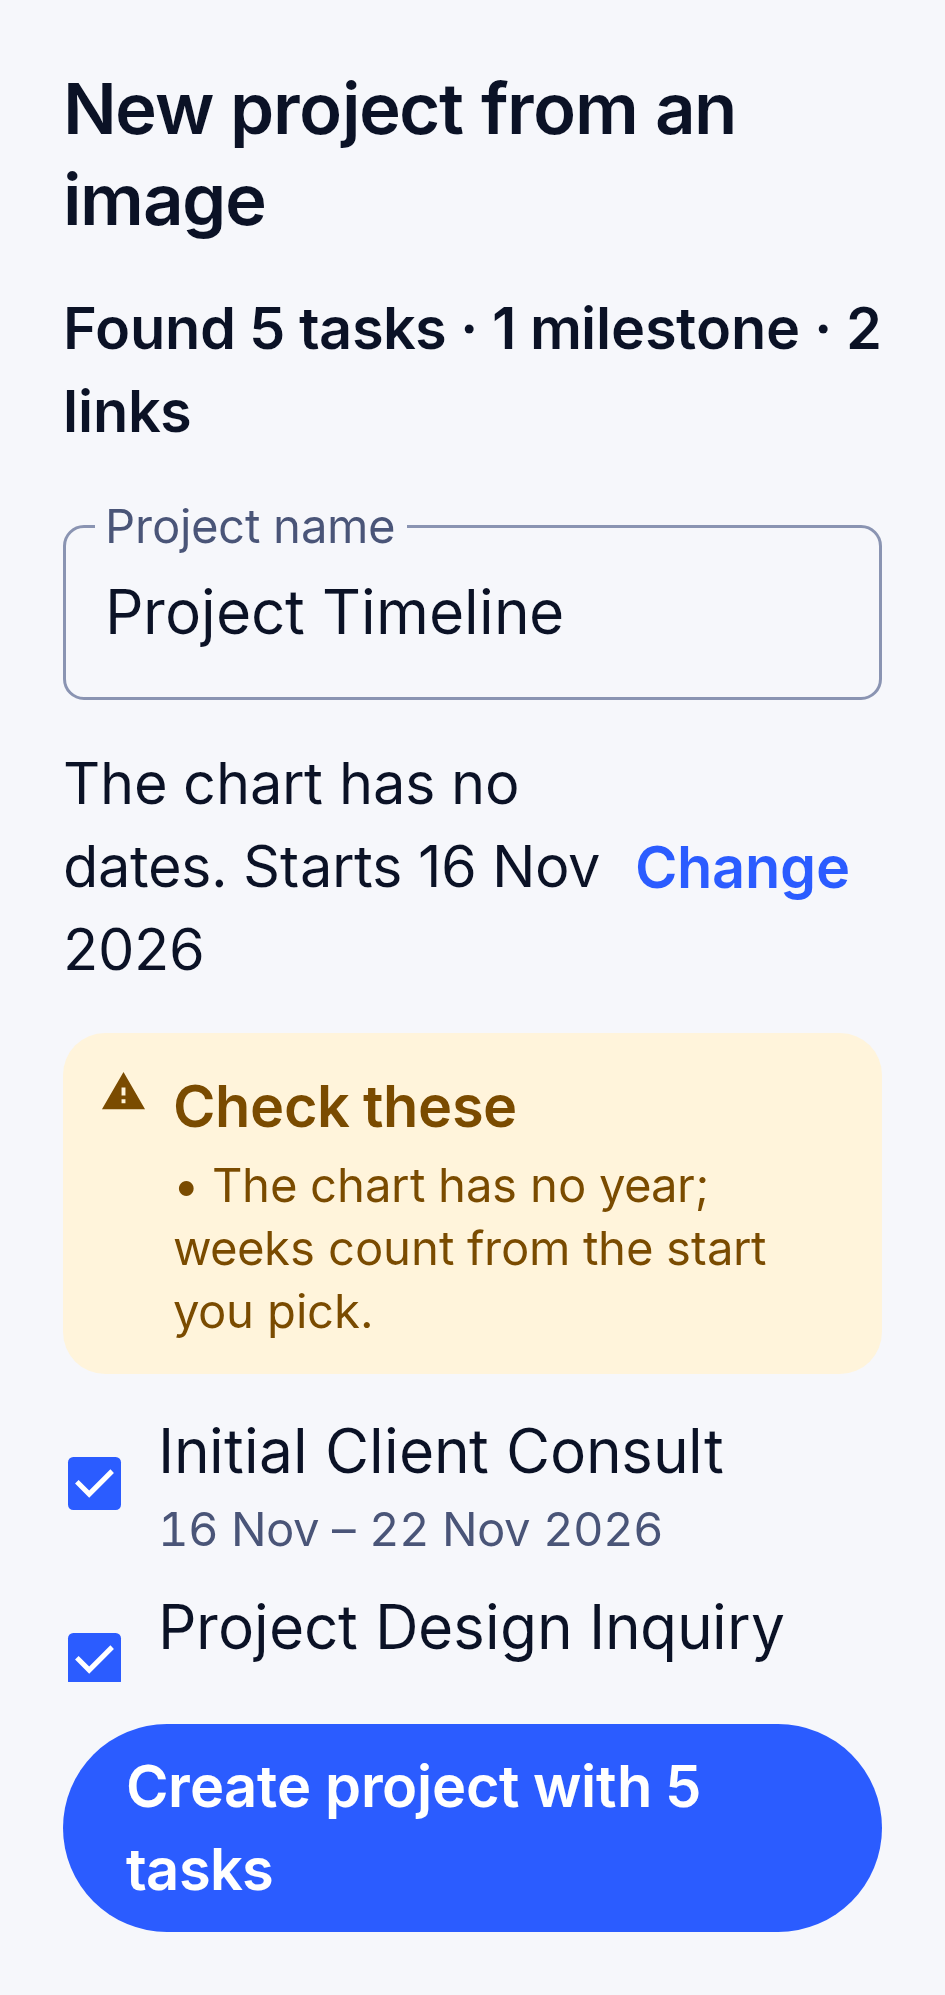 New project from an
image
Found 5 tasks · 1 milestone · 2
links
Project name
Project Timeline
The chart has no
dates. Starts 16 Nov
2026
Change
Check these
• The chart has no year;
weeks count from the start
you pick.
Initial Client Consult
16 Nov – 22 Nov 2026
Project Design Inquiry
Create project with 5
tasks